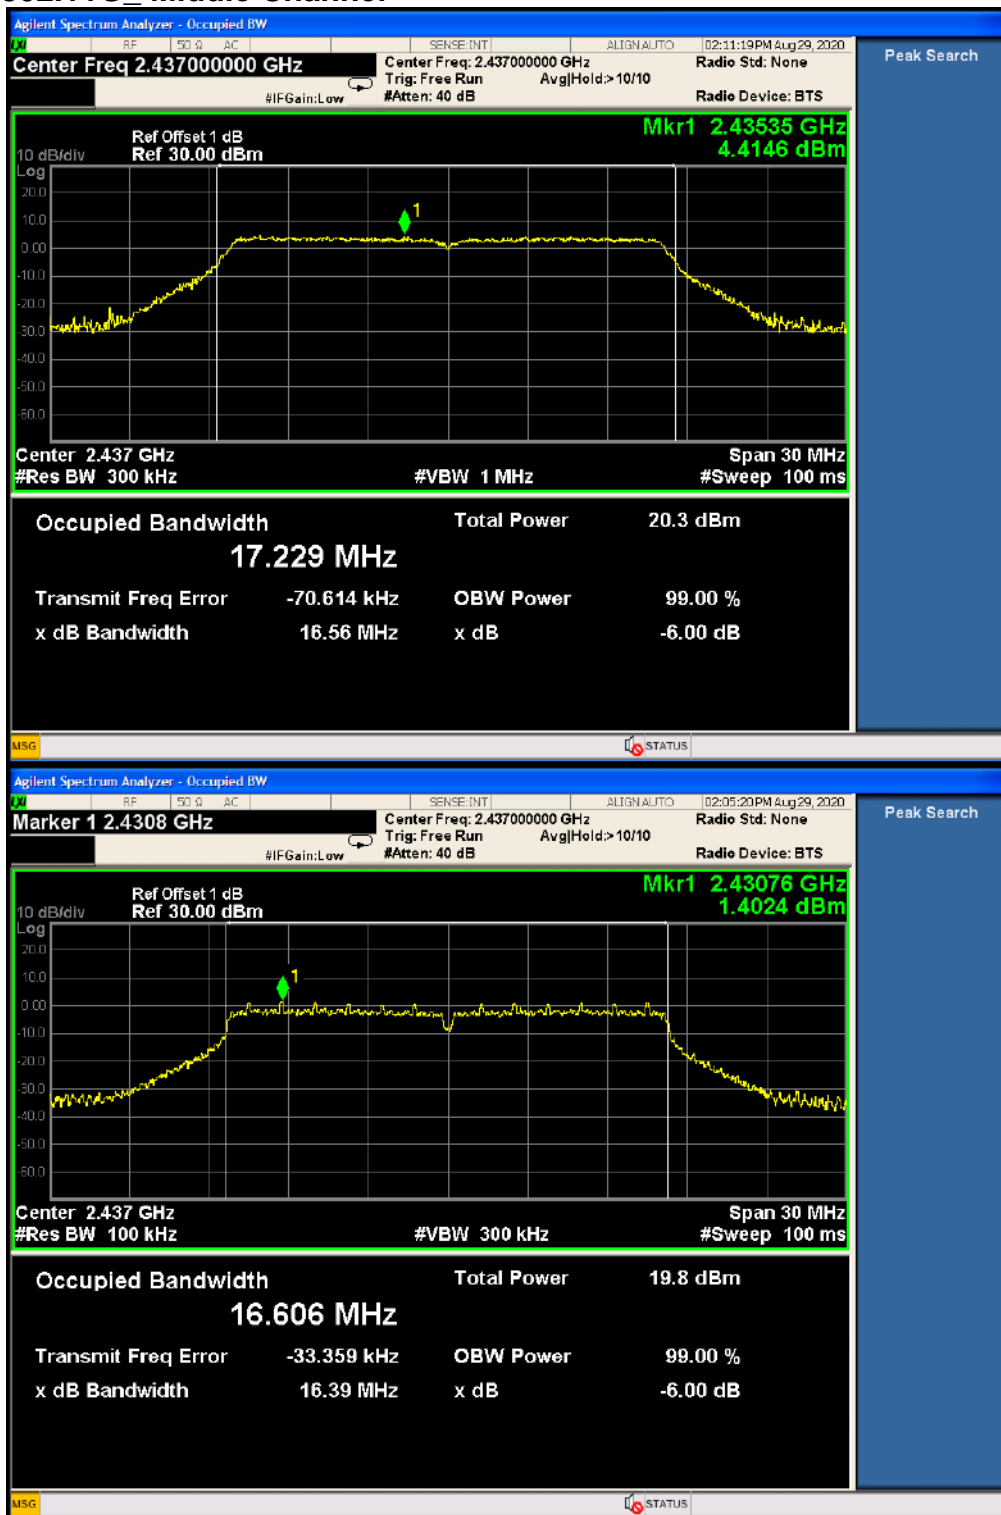 Agilent Spectrum Analyzer - Occupied BW
RF 50 Ω AC SENSE:INT ALIGN AUTO 02:11:19 PM Aug 29, 2020
Center Freq 2.437000000 GHz Center Freq: 2.437000000 GHz Radio Std: None Peak Search
Trig: Free Run Avg|Hold:> 10/10
#IFGain:Low #Atten: 40 dB Radio Device: BTS
Mkr1 2.43535 GHz
Ref Offset 1 dB
4.4146 dBm
10 dB/div Ref 30.00 dBm
Log
20.0
1
10.0
0.00
-10.0
-20.0
-30.0
-40.0
-50.0
-60.0
Center 2.437 GHz Span 30 MHz
#Res BW 300 kHz #VBW 1 MHz #Sweep 100 ms
Occupied Bandwidth Total Power 20.3 dBm
17.229 MHz
Transmit Freq Error -70.614 kHz OBW Power 99.00 %
x dB Bandwidth 16.56 MHz x dB -6.00 dB
MSG STATUS
Agilent Spectrum Analyzer - Occupied BW
RF 50 Ω AC SENSE:INT ALIGN AUTO 02:05:20 PM Aug 29, 2020
Marker 1 2.4308 GHz Center Freq: 2.437000000 GHz Radio Std: None Peak Search
Trig: Free Run Avg|Hold:> 10/10
#IFGain:Low #Atten: 40 dB Radio Device: BTS
Mkr1 2.43076 GHz
Ref Offset 1 dB
1.4024 dBm
10 dB/div Ref 30.00 dBm
Log
20.0
1
10.0
0.00
-10.0
-20.0
-30.0
-40.0
-50.0
-60.0
Center 2.437 GHz Span 30 MHz
#Res BW 100 kHz #VBW 300 kHz #Sweep 100 ms
Occupied Bandwidth Total Power 19.8 dBm
16.606 MHz
Transmit Freq Error -33.359 kHz OBW Power 99.00 %
x dB Bandwidth 16.39 MHz x dB -6.00 dB
MSG STATUS